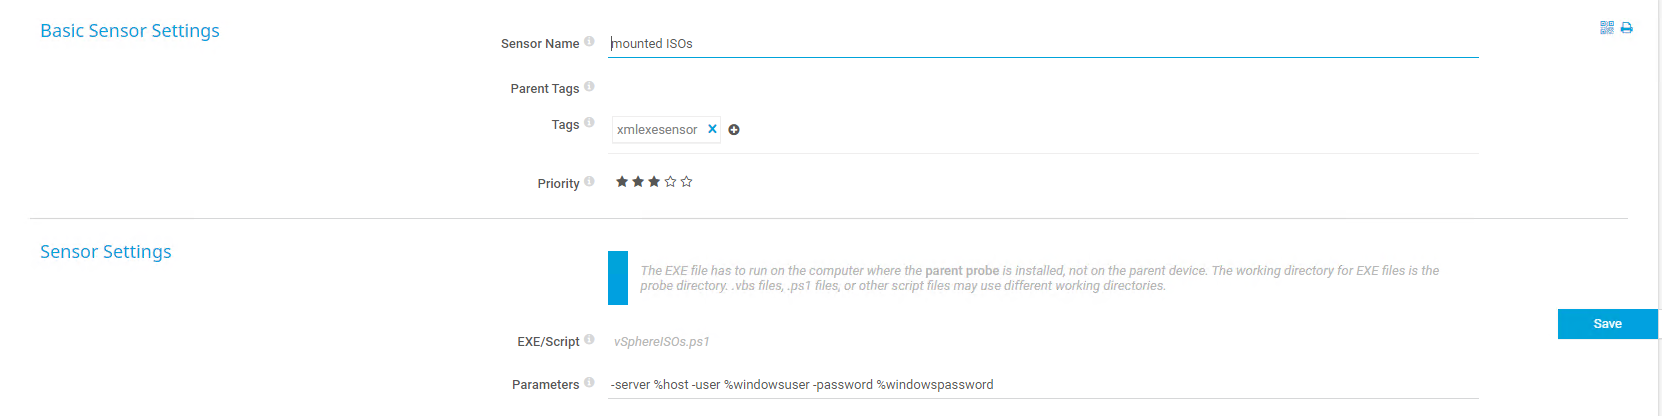 Basic Sensor Settings
Sensor Name
mounted ISOs
Parent Tags
Tags
xmlexesensor
Priority
Sensor Settings
The EXE file has to run on the computer where the parent probe is installed, not on the parent device. The working directory for EXE files is the
probe directory. .vbs files, .ps1 files, or other script files may use different working directories.
Save
EXE/Script
vSphereISOs.ps1
Parameters
-server %host -user %windowsuser -password %windowspassword